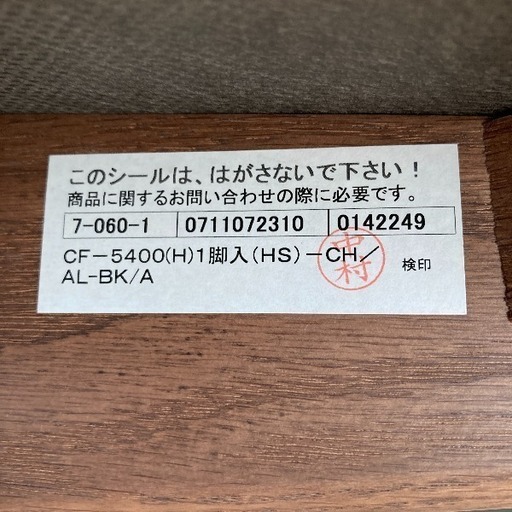 このシールは、はがさないで下さい！
商品に関するお問い合わせの際に必要です。
7-060-1 0711072310 0142249
CF－5400(H)1脚入(HS)－CH／
AL-BK/A
中村
検印